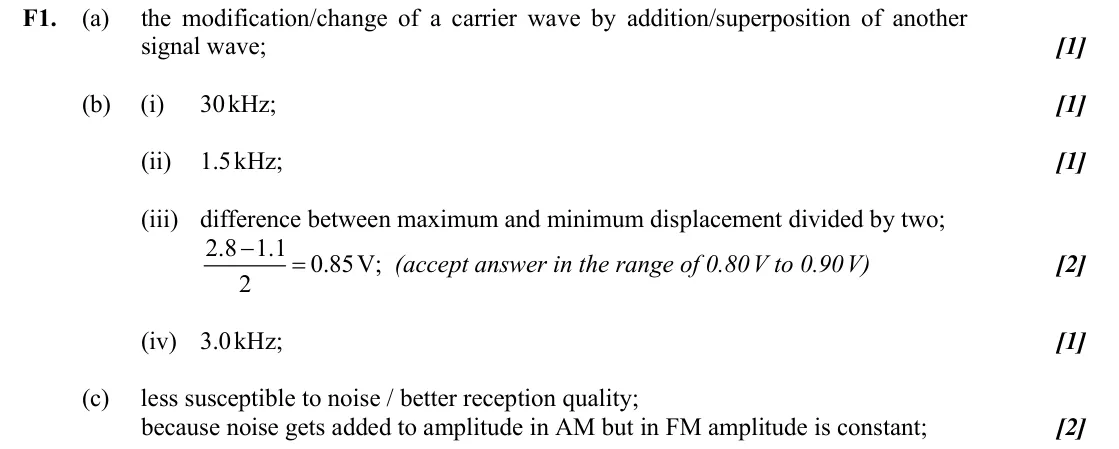 F1. (a) the modification/change of a carrier wave by addition/superposition of another
signal wave; [1]
(b) (i) 30 kHz; [1]
(ii) 1.5 kHz; [1]
(iii) difference between maximum and minimum displacement divided by two;
2.8−1.1
/2 = 0.85 V; (accept answer in the range of 0.80 V to 0.90 V) [2]
(iv) 3.0 kHz; [1]
(c) less susceptible to noise / better reception quality;
because noise gets added to amplitude in AM but in FM amplitude is constant; [2]